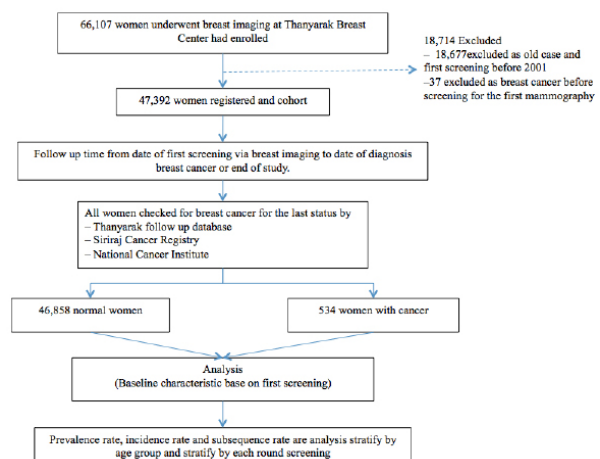 66,107 women underwent breast imaging at Thanyarak Breast
Center had enrolled
18,714 Excluded
– 18,677excluded as old case and
first screening before 2001
–37 excluded as breast cancer before
screening for the first mammography
47,392 women registered and cohort
Follow up time from date of first screening via breast imaging to date of diagnosis
breast cancer or end of study.
All women checked for breast cancer for the last status by
– Thanyarak follow up database
– Siriraj Cancer Registry
– National Cancer Institute
46,858 normal women
534 women with cancer
Analysis
(Baseline characteristic base on first screening)
Prevalence rate, incidence rate and subsequence rate are analysis stratify by
age group and stratify by each round screening